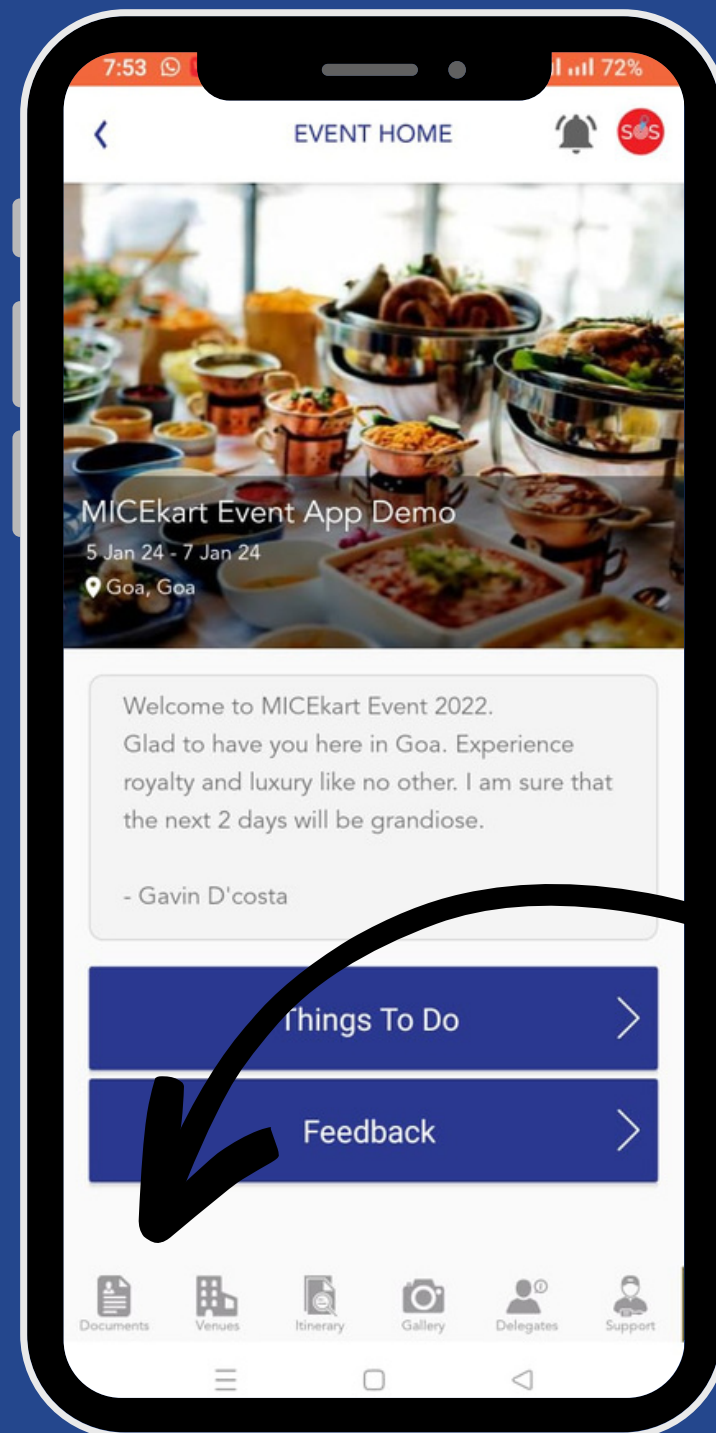 7:53
72%
EVENT HOME
SOS
MICEkart Event App Demo
5 Jan 24 - 7 Jan 24
Goa, Goa
Welcome to MICEkart Event 2022.
Glad to have you here in Goa. Experience
royalty and luxury like no other. I am sure that
the next 2 days will be grandiose.
- Gavin D'costa
Things To Do
Feedback
Documents
Venues
Itinerary
Gallery
Delegates
Support